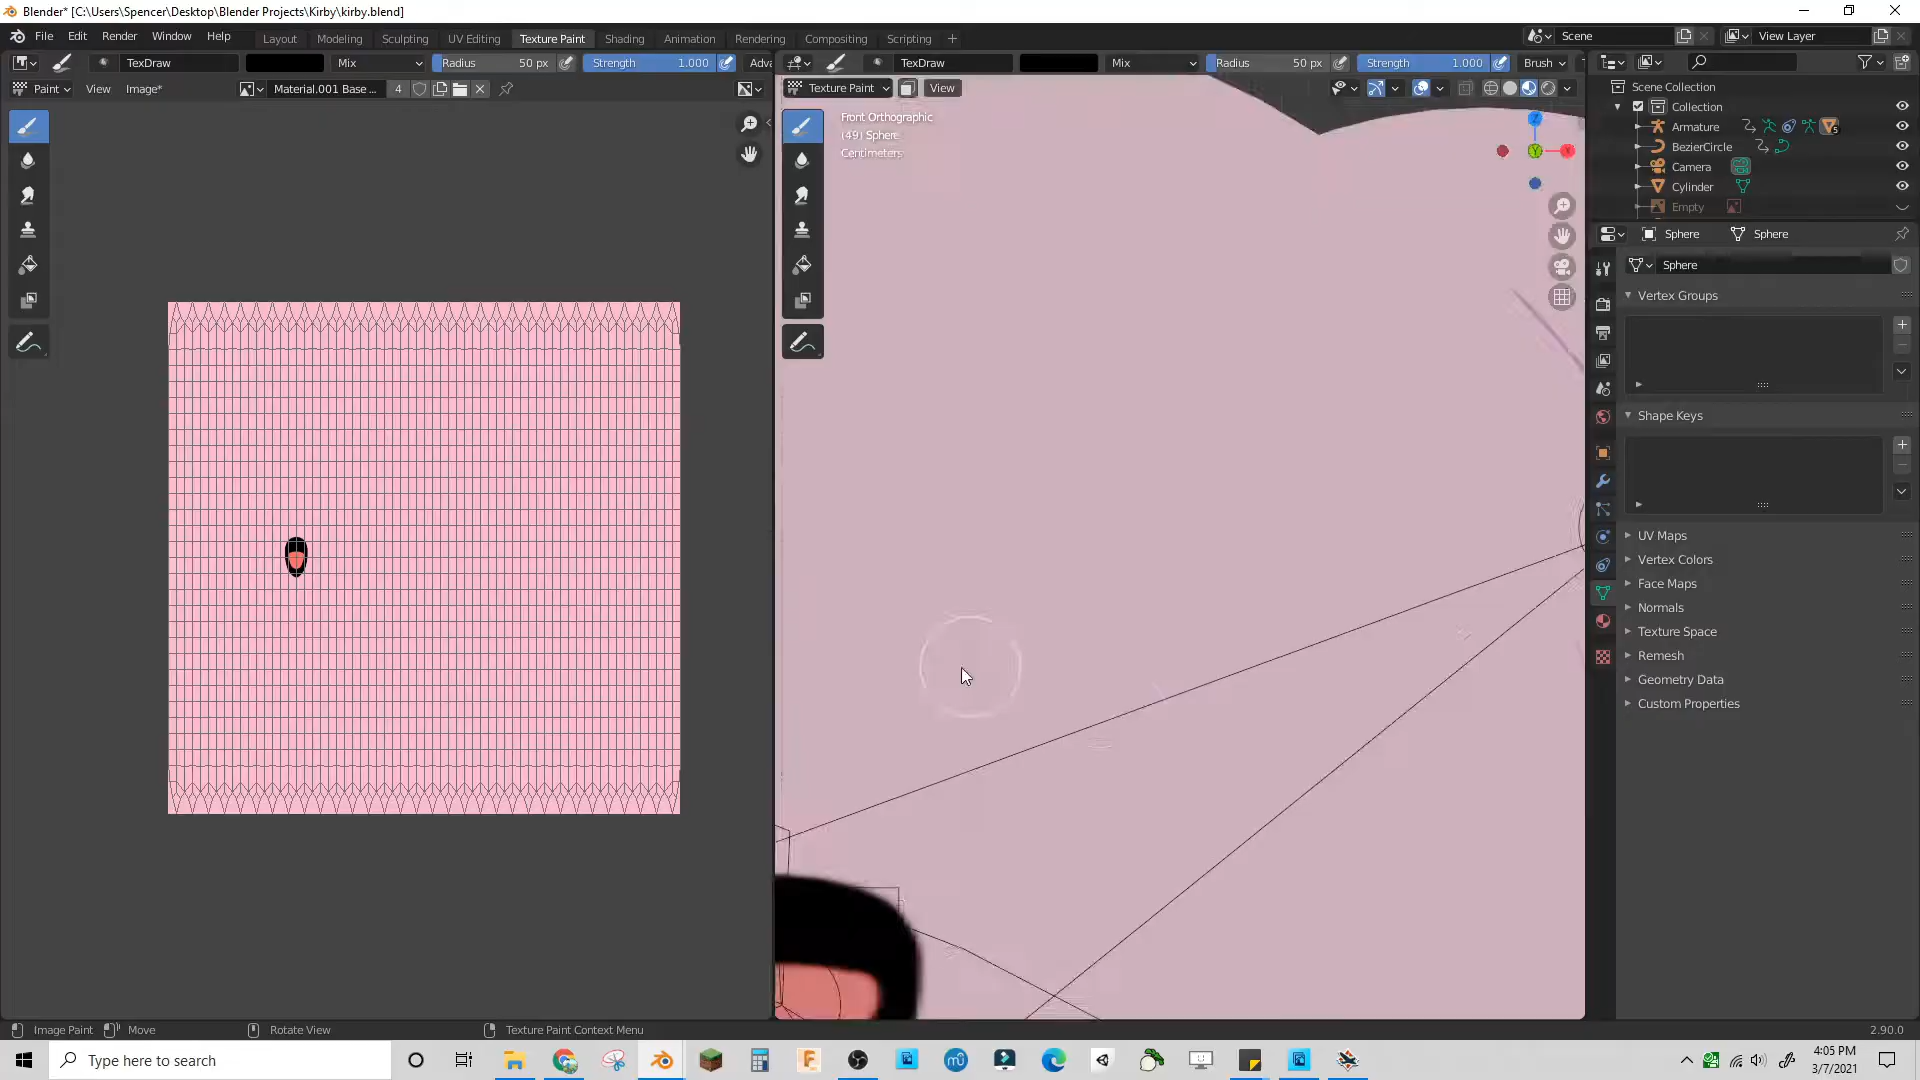 Blender* [C:\Users\Spencer\Desktop\Blender Projects\Kirby\kirby.blend]
File Edit Render Window Help Layout Modeling Sculpting UV Editing Texture Paint Shading Animation Rendering Compositing Scripting Scene View Layer
TexDraw Mix Radius 50 px Strength 1.000 Adv TexDraw Mix Radius 50 px Strength 1.000 Brush
Paint View Image* Material.001 Base ... 4 Texture Paint View
Front Orthographic
(49) Sphere
Centimeters
Z
Y
X
Scene Collection
Collection
Armature 5
BezierCircle
Camera
Cylinder
Empty
Sphere Sphere
Sphere
Vertex Groups
Shape Keys
UV Maps
Vertex Colors
Face Maps
Normals
Texture Space
Remesh
Geometry Data
Custom Properties
Image Paint Move Rotate View Texture Paint Context Menu 2.90.0
Type here to search
4:05 PM
3/7/2021